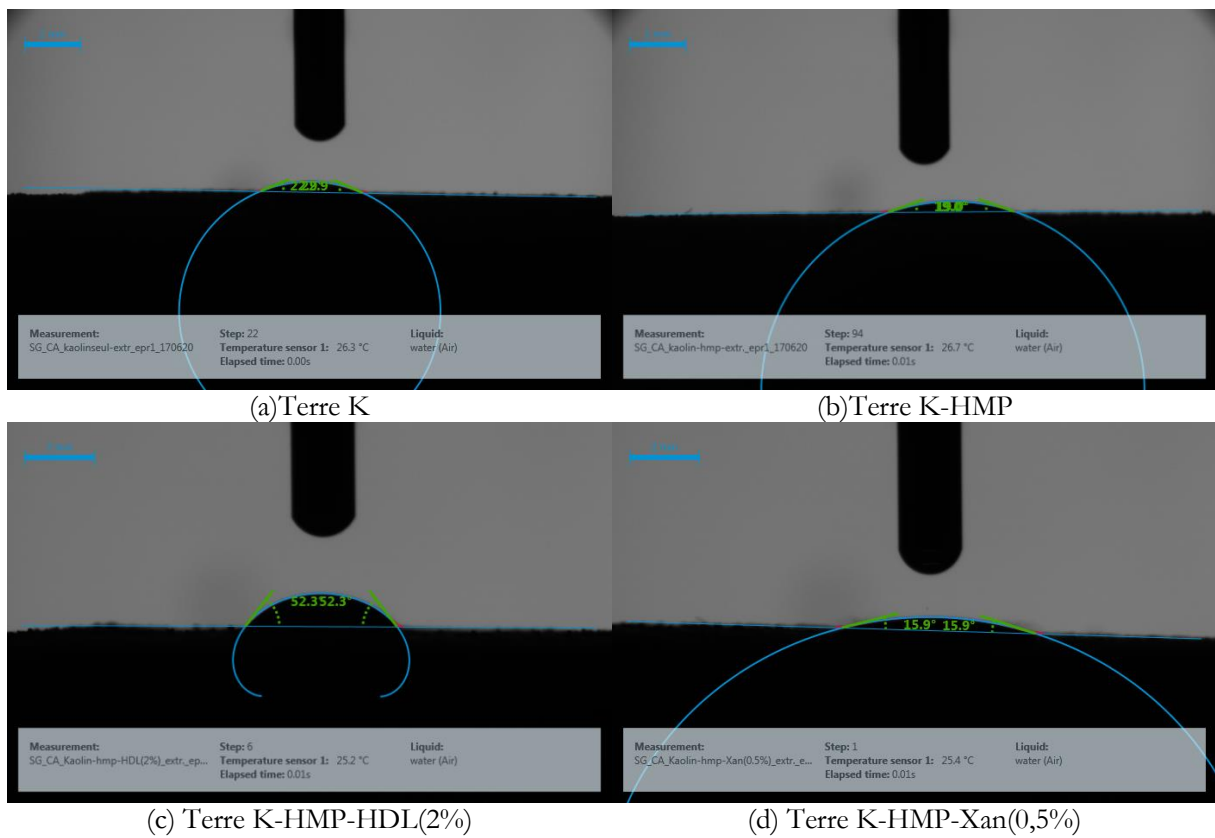 Measurement:
SG_CA_kaolinseul-extr_epr1_170620
Step: 22
Temperature sensor 1: 26.3 °C
Elapsed time: 0.00s
Liquid:
water (Air)
Measurement:
SG_CA_kaolin-hmp-extr._epr1_170620
Step: 94
Temperature sensor 1: 26.7 °C
Elapsed time: 0.01s
Liquid:
water (Air)
(a)Terre K
(b)Terre K-HMP
52.3°52.3°
Measurement:
SG_CA_Kaolin-hmp-HDL(2%)_extr._ep...
Step: 6
Temperature sensor 1: 25.2 °C
Elapsed time: 0.01s
Liquid:
water (Air)
15.9° 15.9°
Measurement:
SG_CA_Kaolin-hmp-Xan(0.5%)_extr._e...
Step: 1
Temperature sensor 1: 25.4 °C
Elapsed time: 0.01s
Liquid:
water (Air)
(c) Terre K-HMP-HDL(2%)
(d) Terre K-HMP-Xan(0,5%)